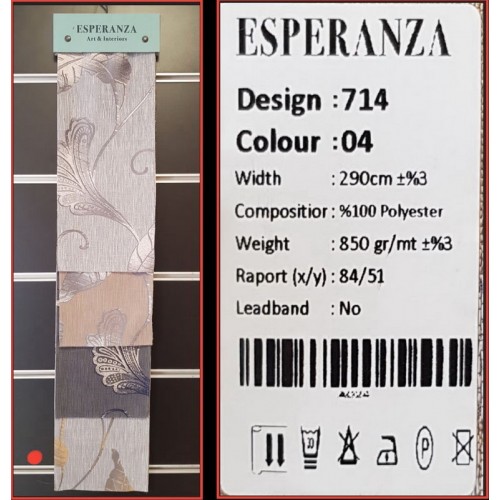 ESPERANZA
Art & Interiors
ESPERANZA
Design :714
Colour :04
Width : 290cm ±%3
Compositior : %100 Polyester
Weight : 850 gr/mt ±%3
Raport (x/y) : 84/51
Leadband : No